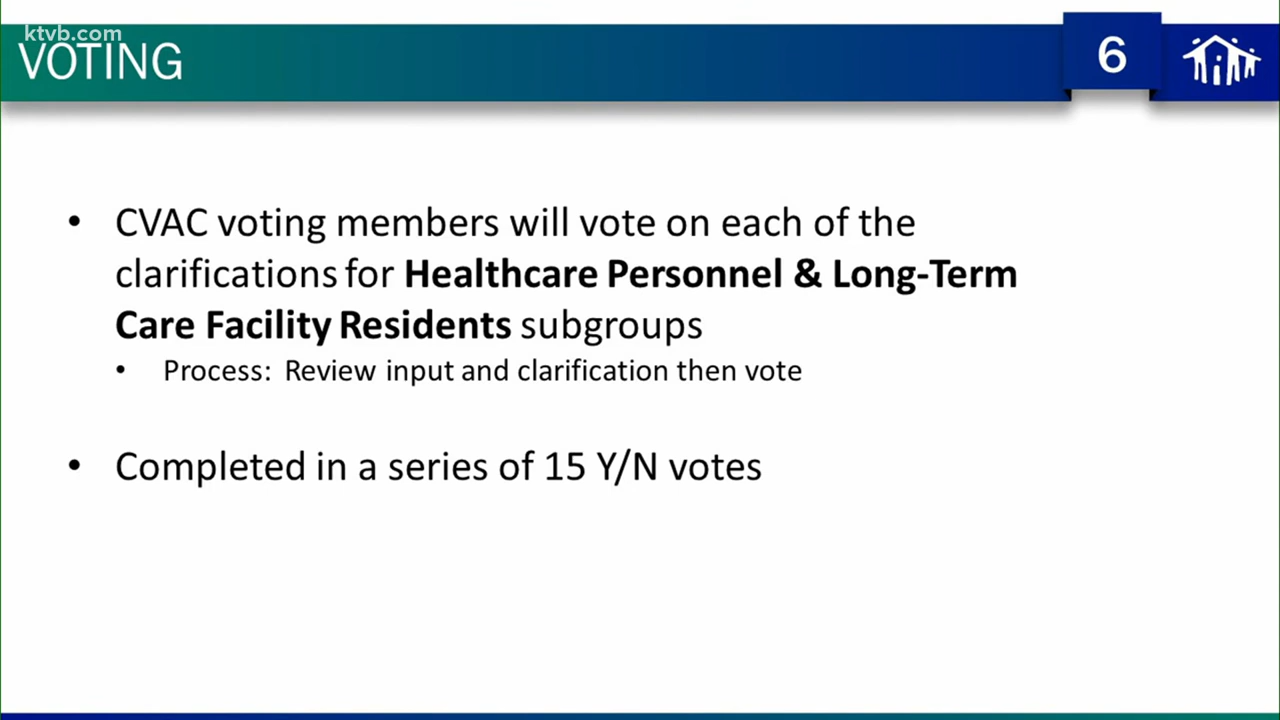 ktvb.com
VOTING
6
• CVAC voting members will vote on each of the
clarifications for Healthcare Personnel & Long-Term
Care Facility Residents subgroups
• Process: Review input and clarification then vote
• Completed in a series of 15 Y/N votes